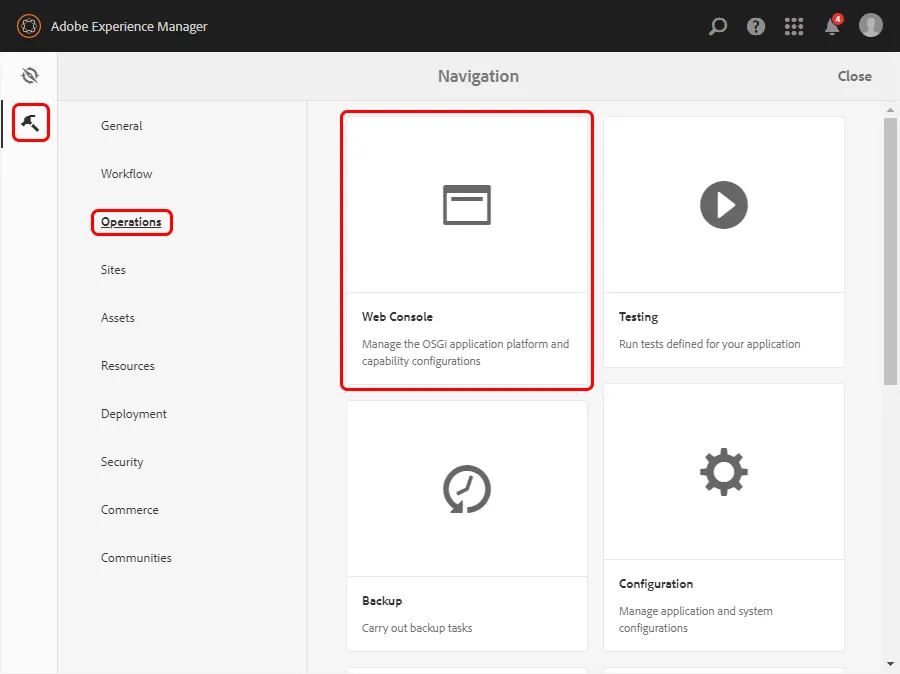 Adobe Experience Manager
4
Navigation
Close
General
Workflow
Operations
Sites
Assets
Resources
Deployment
Security
Commerce
Communities
Web Console
Manage the OSGi application platform and
capability configurations
Testing
Run tests defined for your application
Backup
Carry out backup tasks
Configuration
Manage application and system
configurations